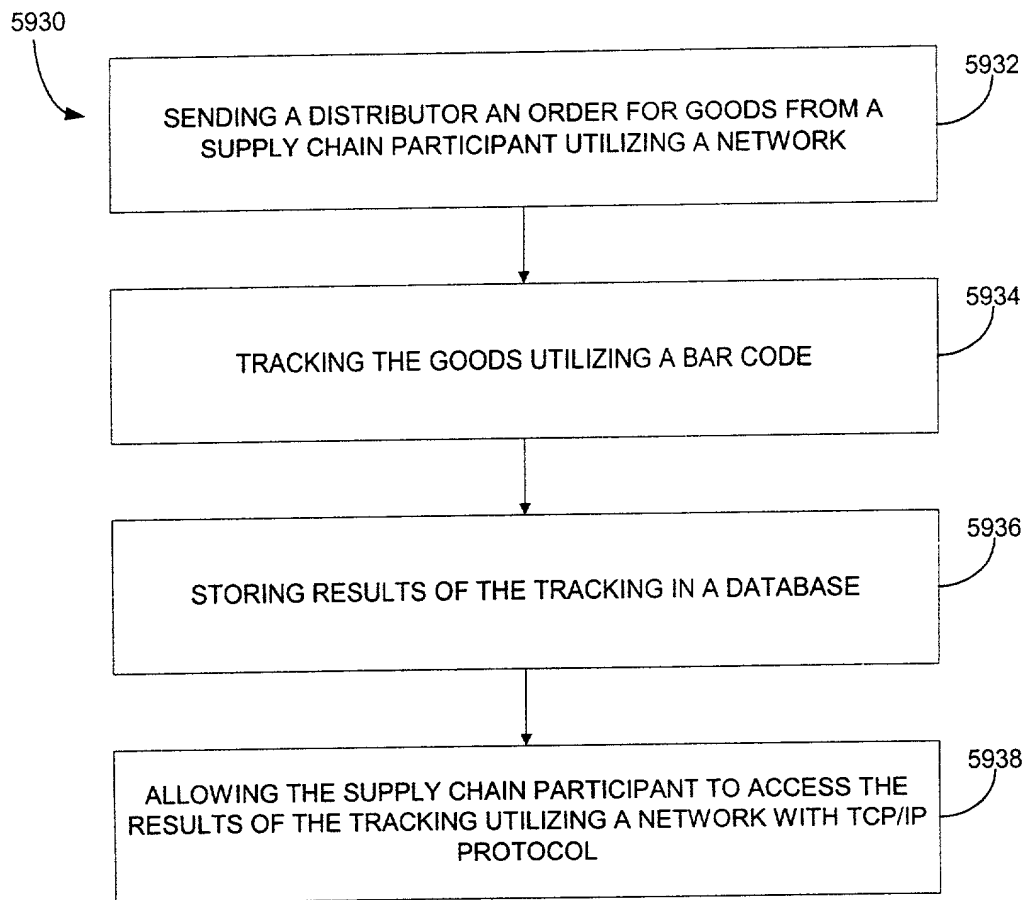 5930
5932
SENDING A DISTRIBUTOR AN ORDER FOR GOODS FROM A
SUPPLY CHAIN PARTICIPANT UTILIZING A NETWORK
5934
TRACKING THE GOODS UTILIZING A BAR CODE
5936
STORING RESULTS OF THE TRACKING IN A DATABASE
5938
ALLOWING THE SUPPLY CHAIN PARTICIPANT TO ACCESS THE
RESULTS OF THE TRACKING UTILIZING A NETWORK WITH TCP/IP
PROTOCOL